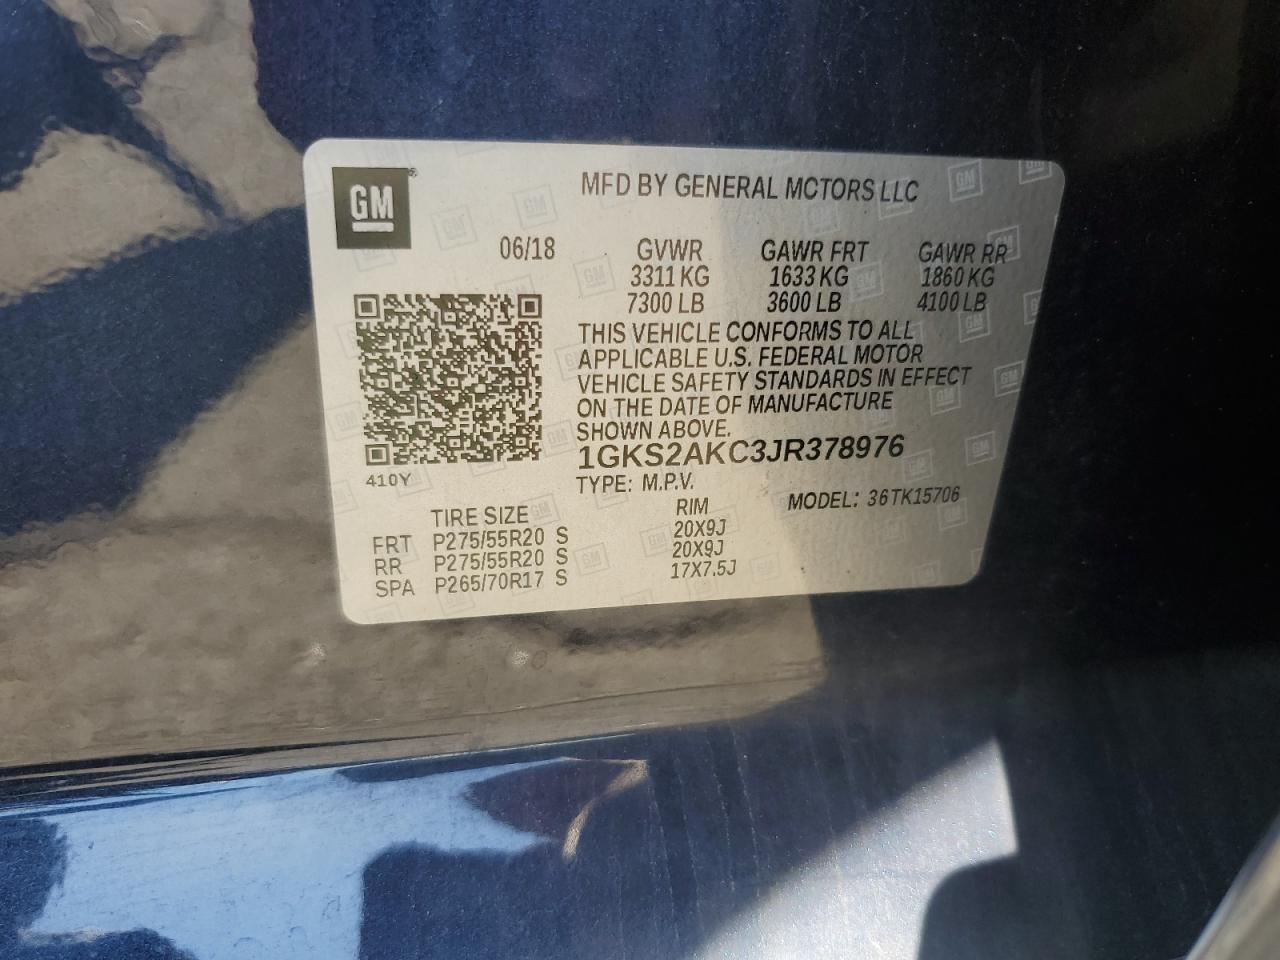 GM
MFD BY GENERAL MOTORS LLC
06/18 GVWR GAWR FRT GAWR RR
3311 KG 1633 KG 1860 KG
7300 LB 3600 LB 4100 LB
THIS VEHICLE CONFORMS TO ALL
APPLICABLE U.S. FEDERAL MOTOR
VEHICLE SAFETY STANDARDS IN EFFECT
ON THE DATE OF MANUFACTURE
SHOWN ABOVE.
1GKS2AKC3JR378976
410Y
TYPE: M.P.V. MODEL: 36TK15706
TIRE SIZE RIM
FRT P275/55R20 S 20X9J
RR P275/55R20 S 20X9J
SPA P265/70R17 S 17X7.5J